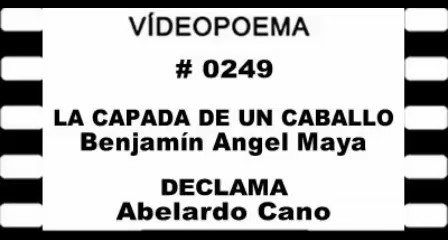 VÍDEOPOEMA
# 0249
LA CAPADA DE UN CABALLO
Benjamín Angel Maya
DECLAMA
Abelardo Cano